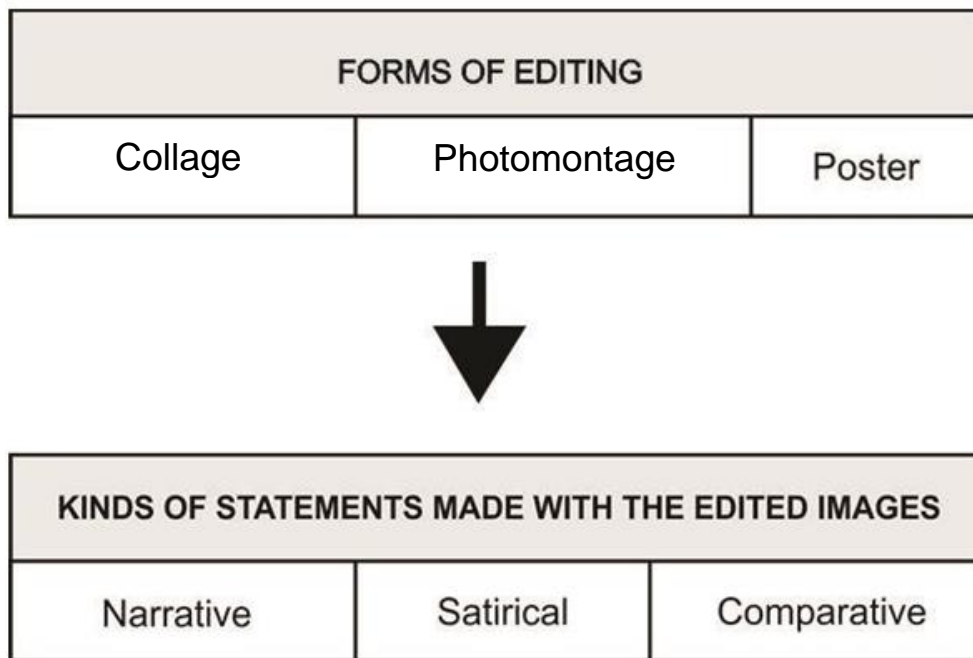 FORMS OF EDITING
Collage Photomontage Poster
KINDS OF STATEMENTS MADE WITH THE EDITED IMAGES
Narrative Satirical Comparative